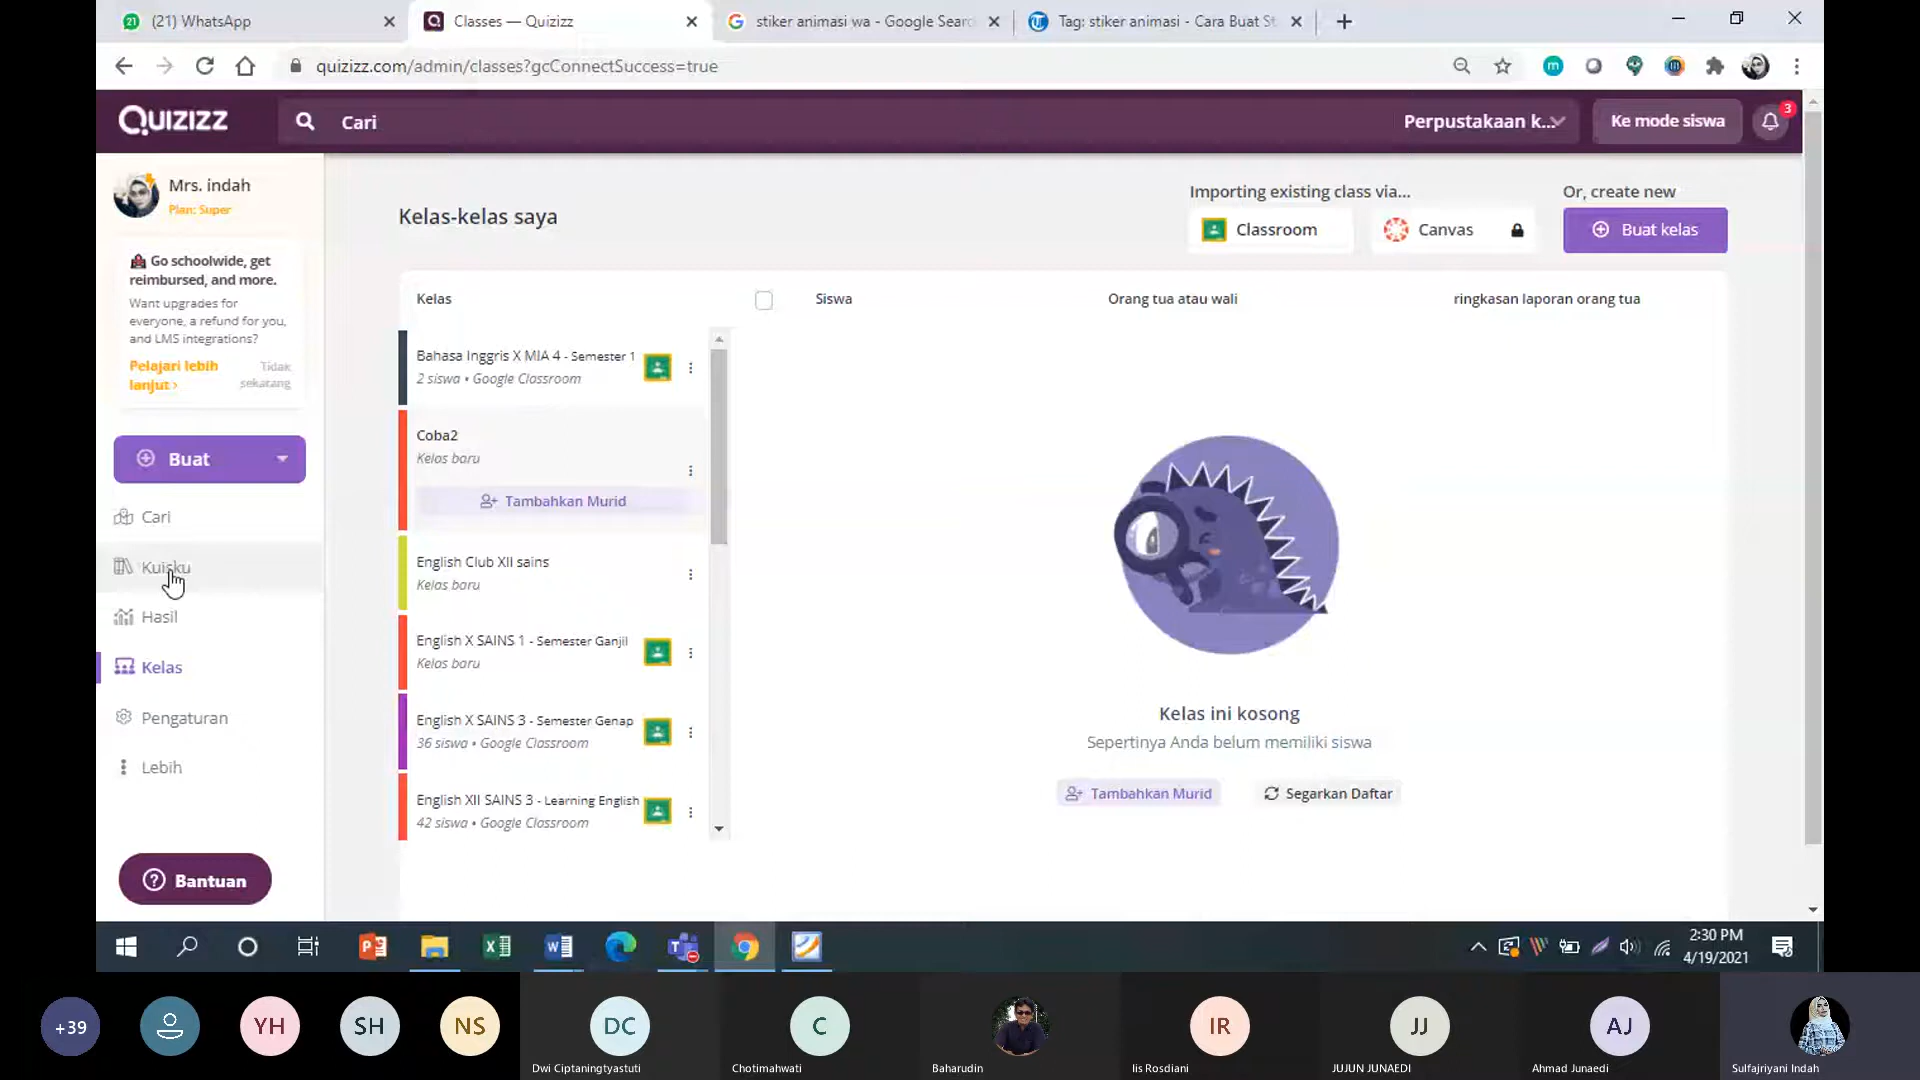 (21) WhatsApp
Classes — Quizizz
stiker animasi wa - Google Searc
Tag: stiker animasi - Cara Buat St
quizizz.com/admin/classes?gcConnectSuccess=true
QUIZIZZ
Cari
Perpustakaan k...
Ke mode siswa
3
Mrs. indah
Plan: Super
Go schoolwide, get
reimbursed, and more.
Want upgrades for
everyone, a refund for you,
and LMS integrations?
Pelajari lebih
lanjut ›
Tidak
sekarang
Buat
Cari
Kuisku
Hasil
Kelas
Pengaturan
Lebih
Bantuan
Kelas-kelas saya
Importing existing class via...
Classroom
Canvas
Or, create new
Buat kelas
Kelas
Siswa
Orang tua atau wali
ringkasan laporan orang tua
Bahasa Inggris X MIA 4 - Semester 1
2 siswa • Google Classroom
Coba2
Kelas baru
Tambahkan Murid
English Club XII sains
Kelas baru
English X SAINS 1 - Semester Ganjil
Kelas baru
English X SAINS 3 - Semester Genap
36 siswa • Google Classroom
English XII SAINS 3 - Learning English
42 siswa • Google Classroom
Kelas ini kosong
Sepertinya Anda belum memiliki siswa
Tambahkan Murid
Segarkan Daftar
2:30 PM
4/19/2021
+39
YH
SH
NS
DC
Dwi Ciptaningtyastuti
C
Chotimahwati
Baharudin
IR
Iis Rosdiani
JJ
JUJUN JUNAEDI
AJ
Ahmad Junaedi
Sulfajriyani Indah